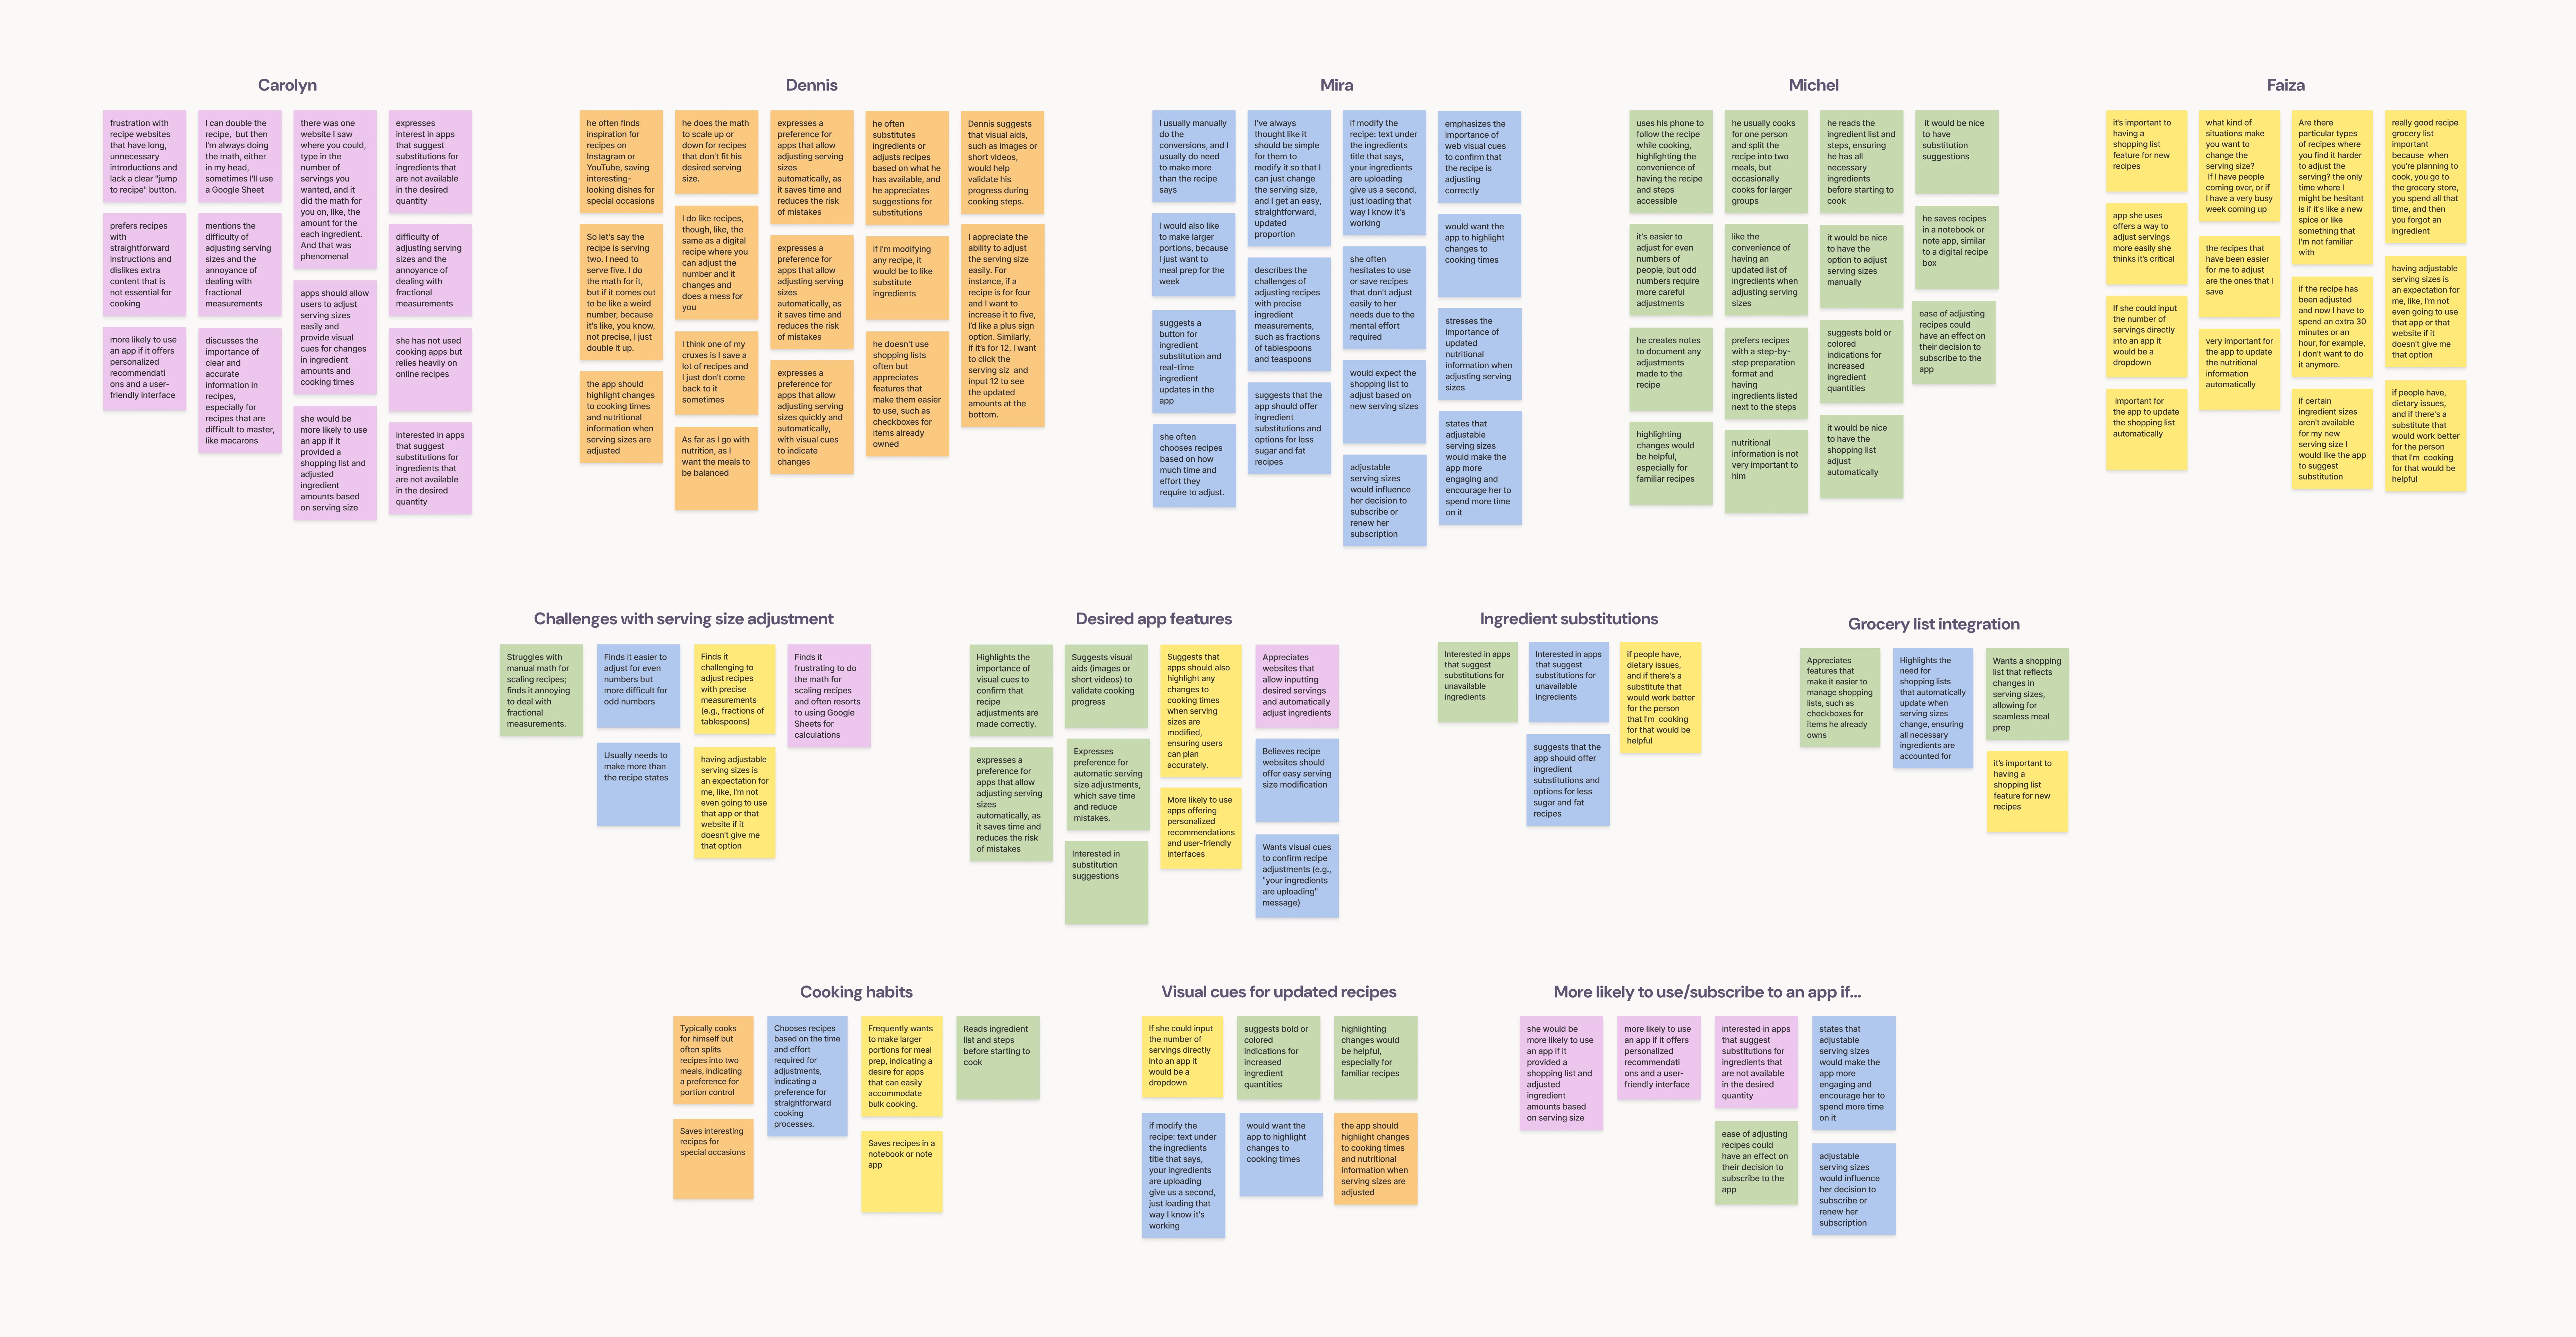 Carolyn
frustration with
recipe websites
that have long,
unnecessary
introductions and
lack a clear "jump
to recipe" button.
prefers recipes
with
straightforward
instructions and
dislikes extra
content that is
not essential for
cooking
more likely to use
an app if it offers
personalized
recommendati
ons and a user-
friendly interface
I can double the
recipe, but then
I'm always doing
the math, either
in my head,
sometimes I'll use
a Google Sheet
mentions the
difficulty of
adjusting serving
sizes and the
annoyance of
dealing with
fractional
measurements
discusses the
importance of
clear and
accurate
information in
recipes,
especially for
recipes that are
difficult to master,
like macarons
there was one
website I saw
where you could,
type in the
number of
servings you
wanted, and it
did the math for
you on, like, the
amount for the
each ingredient.
And that was
phenomenal
apps should allow
users to adjust
serving sizes
easily and
provide visual
cues for changes
in ingredient
amounts and
cooking times
she would be
more likely to use
an app if it
provided a
shopping list and
adjusted
ingredient
amounts based
on serving size
expresses
interest in apps
that suggest
substitutions for
ingredients that
are not available
in the desired
quantity
difficulty of
adjusting serving
sizes and the
annoyance of
dealing with
fractional
measurements
she has not used
cooking apps but
relies heavily on
online recipes
interested in apps
that suggest
substitutions for
ingredients that
are not available
in the desired
quantity
Dennis
he often finds
inspiration for
recipes on
Instagram or
YouTube, saving
interesting-
looking dishes for
special occasions
So let's say the
recipe is serving
two. I need to
serve five. I do
the math for it,
but if it comes out
to be like a weird
number, because
it's like, you know,
not precise, I just
double it up.
the app should
highlight changes
to cooking times
and nutritional
information when
serving sizes are
adjusted
he does the math
to scale up or
down for recipes
that don't fit his
desired serving
size.
I do like recipes,
though, like, the
same as a digital
recipe where you
can adjust the
number and it
changes and
does a mess for
you
I think one of my
cruxes is I save a
lot of recipes and
I just don't come
back to it
sometimes
As far as I go with
nutrition, as I
want the meals to
be balanced
expresses a
preference for
apps that allow
adjusting serving
sizes
automatically, as
it saves time and
reduces the risk
of mistakes
expresses a
preference for
apps that allow
adjusting serving
sizes
automatically, as
it saves time and
reduces the risk
of mistakes
expresses a
preference for
apps that allow
adjusting serving
sizes quickly and
automatically,
with visual cues
to indicate
changes
he often
substitutes
ingredients or
adjusts recipes
based on what he
has available, and
he appreciates
suggestions for
substitutions
if I'm modifying
any recipe, it
would be to like
substitute
ingredients
he doesn't use
shopping lists
often but
appreciates
features that
make them easier
to use, such as
checkboxes for
items already
owned
Dennis suggests
that visual aids,
such as images or
short videos,
would help
validate his
progress during
cooking steps.
I appreciate the
ability to adjust
the serving size
easily. For
instance, if a
recipe is for four
and I want to
increase it to five,
I'd like a plus sign
option. Similarly,
if it's for 12, I want
to click the
serving siz and
input 12 to see
the updated
amounts at the
bottom.
Mira
I usually manually
do the
conversions, and I
usually do need
to make more
than the recipe
says
I would also like
to make larger
portions, because
I just want to
meal prep for the
week
suggests a
button for
ingredient
substitution and
real-time
ingredient
updates in the
app
she often
chooses recipes
based on how
much time and
effort they
require to adjust.
I've always
thought like it
should be simple
for them to
modify it so that I
can just change
the serving size,
and I get an easy,
straightforward,
updated
proportion
describes the
challenges of
adjusting recipes
with precise
ingredient
measurements,
such as fractions
of tablespoons
and teaspoons
suggests that the
app should offer
ingredient
substitutions and
options for less
sugar and fat
recipes
if modify the
recipe: text under
the ingredients
title that says,
your ingredients
are uploading
give us a second,
just loading that
way I know it's
working
she often
hesitates to use
or save recipes
that don't adjust
easily to her
needs due to the
mental effort
required
would expect the
shopping list to
adjust based on
new serving sizes
adjustable
serving sizes
would influence
her decision to
subscribe or
renew her
subscription
emphasizes the
importance of
web visual cues
to confirm that
the recipe is
adjusting
correctly
would want the
app to highlight
changes to
cooking times
stresses the
importance of
updated
nutritional
information when
adjusting serving
sizes
states that
adjustable
serving sizes
would make the
app more
engaging and
encourage her to
spend more time
on it
Michel
uses his phone to
follow the recipe
while cooking,
highlighting the
convenience of
having the recipe
and steps
accessible
it's easier to
adjust for even
numbers of
people, but odd
numbers require
more careful
adjustments
he creates notes
to document any
adjustments
made to the
recipe
highlighting
changes would
be helpful,
especially for
familiar recipes
he usually cooks
for one person
and split the
recipe into two
meals, but
occasionally
cooks for larger
groups
like the
convenience of
having an
updated list of
ingredients when
adjusting serving
sizes
prefers recipes
with a step-by-
step preparation
format and
having
ingredients listed
next to the steps
nutritional
information is not
very important to
him
he reads the
ingredient list and
steps, ensuring
he has all
necessary
ingredients
before starting to
cook
it would be nice
to have the
option to adjust
serving sizes
manually
suggests bold or
colored
indications for
increased
ingredient
quantities
it would be nice
to have the
shopping list
adjust
automatically
it would be nice
to have
substitution
suggestions
he saves recipes
in a notebook or
note app, similar
to a digital recipe
box
ease of adjusting
recipes could
have an effect on
their decision to
subscribe to the
app
Faiza
it's important to
having a
shopping list
feature for new
recipes
app she uses
offers a way to
adjust servings
more easily she
thinks it's critical
If she could input
the number of
servings directly
into an app it
would be a
dropdown
important for
the app to update
the shopping list
automatically
what kind of
situations make
you want to
change the
serving size?
If I have people
coming over, or if
I have a very busy
week coming up
the recipes that
have been easier
for me to adjust
are the ones that I
save
very important for
the app to update
the nutritional
information
automatically
Are there
particular types
of recipes where
you find it harder
to adjust the
serving? the only
time where I
might be hesitant
is if it's like a new
spice or like
something that
I'm not familiar
with
if the recipe has
been adjusted
and now I have to
spend an extra 30
minutes or an
hour, for example,
I don't want to do
it anymore.
if certain
ingredient sizes
aren't available
for my new
serving size I
would like the app
to suggest
substitution
really good recipe
grocery list
important
because when
you're planning to
cook, you go to
the grocery store,
you spend all that
time, and then
you forgot an
ingredient
having adjustable
serving sizes is
an expectation for
me, like, I'm not
even going to use
that app or that
website if it
doesn't give me
that option
if people have,
dietary issues,
and if there's a
substitute that
would work better
for the person
that I'm cooking
for that would be
helpful
Challenges with serving size adjustment
Struggles with
manual math for
scaling recipes;
finds it annoying
to deal with
fractional
measurements.
Finds it easier to
adjust for even
numbers but
more difficult for
odd numbers
Usually needs to
make more than
the recipe states
Finds it
challenging to
adjust recipes
with precise
measurements
(e.g., fractions of
tablespoons)
having adjustable
serving sizes is
an expectation for
me, like, I'm not
even going to use
that app or that
website if it
doesn't give me
that option
Finds it
frustrating to do
the math for
scaling recipes
and often resorts
to using Google
Sheets for
calculations
Desired app features
Highlights the
importance of
visual cues to
confirm that
recipe
adjustments are
made correctly.
expresses a
preference for
apps that allow
adjusting serving
sizes
automatically, as
it saves time and
reduces the risk
of mistakes
Suggests visual
aids (images or
short videos) to
validate cooking
progress
Expresses
preference for
automatic serving
size adjustments,
which save time
and reduce
mistakes.
Interested in
substitution
suggestions
Suggests that
apps should also
highlight any
changes to
cooking times
when serving
sizes are
modified,
ensuring users
can plan
accurately.
More likely to use
apps offering
personalized
recommendations
and user-friendly
interfaces
Appreciates
websites that
allow inputting
desired servings
and automatically
adjust ingredients
Believes recipe
websites should
offer easy serving
size modification
Wants visual cues
to confirm recipe
adjustments (e.g.,
"your ingredients
are uploading"
message)
Ingredient substitutions
Interested in apps
that suggest
substitutions for
unavailable
ingredients
Interested in apps
that suggest
substitutions for
unavailable
ingredients
suggests that the
app should offer
ingredient
substitutions and
options for less
sugar and fat
recipes
if people have,
dietary issues,
and if there's a
substitute that
would work better
for the person
that I'm cooking
for that would be
helpful
Grocery list integration
Appreciates
features that
make it easier to
manage shopping
lists, such as
checkboxes for
items he already
owns
Highlights the
need for
shopping lists
that automatically
update when
serving sizes
change, ensuring
all necessary
ingredients are
accounted for
Wants a shopping
list that reflects
changes in
serving sizes,
allowing for
seamless meal
prep
it's important to
having a
shopping list
feature for new
recipes
Cooking habits
Typically cooks
for himself but
often splits
recipes into two
meals, indicating
a preference for
portion control
Saves interesting
recipes for
special occasions
Chooses recipes
based on the time
and effort
required for
adjustments,
indicating a
preference for
straightforward
cooking
processes.
Frequently wants
to make larger
portions for meal
prep, indicating a
desire for apps
that can easily
accommodate
bulk cooking.
Saves recipes in a
notebook or note
app
Reads ingredient
list and steps
before starting to
cook
Visual cues for updated recipes
If she could input
the number of
servings directly
into an app it
would be a
dropdown
suggests bold or
colored
indications for
increased
ingredient
quantities
highlighting
changes would
be helpful,
especially for
familiar recipes
if modify the
recipe: text under
the ingredients
title that says,
your ingredients
are uploading
give us a second,
just loading that
way I know it's
working
would want the
app to highlight
changes to
cooking times
the app should
highlight changes
to cooking times
and nutritional
information when
serving sizes are
adjusted
More likely to use/subscribe to an app if...
she would be
more likely to use
an app if it
provided a
shopping list and
adjusted
ingredient
amounts based
on serving size
more likely to use
an app if it offers
personalized
recommendati
ons and a user-
friendly interface
interested in apps
that suggest
substitutions for
ingredients that
are not available
in the desired
quantity
ease of adjusting
recipes could
have an effect on
their decision to
subscribe to the
app
states that
adjustable
serving sizes
would make the
app more
engaging and
encourage her to
spend more time
on it
adjustable
serving sizes
would influence
her decision to
subscribe or
renew her
subscription